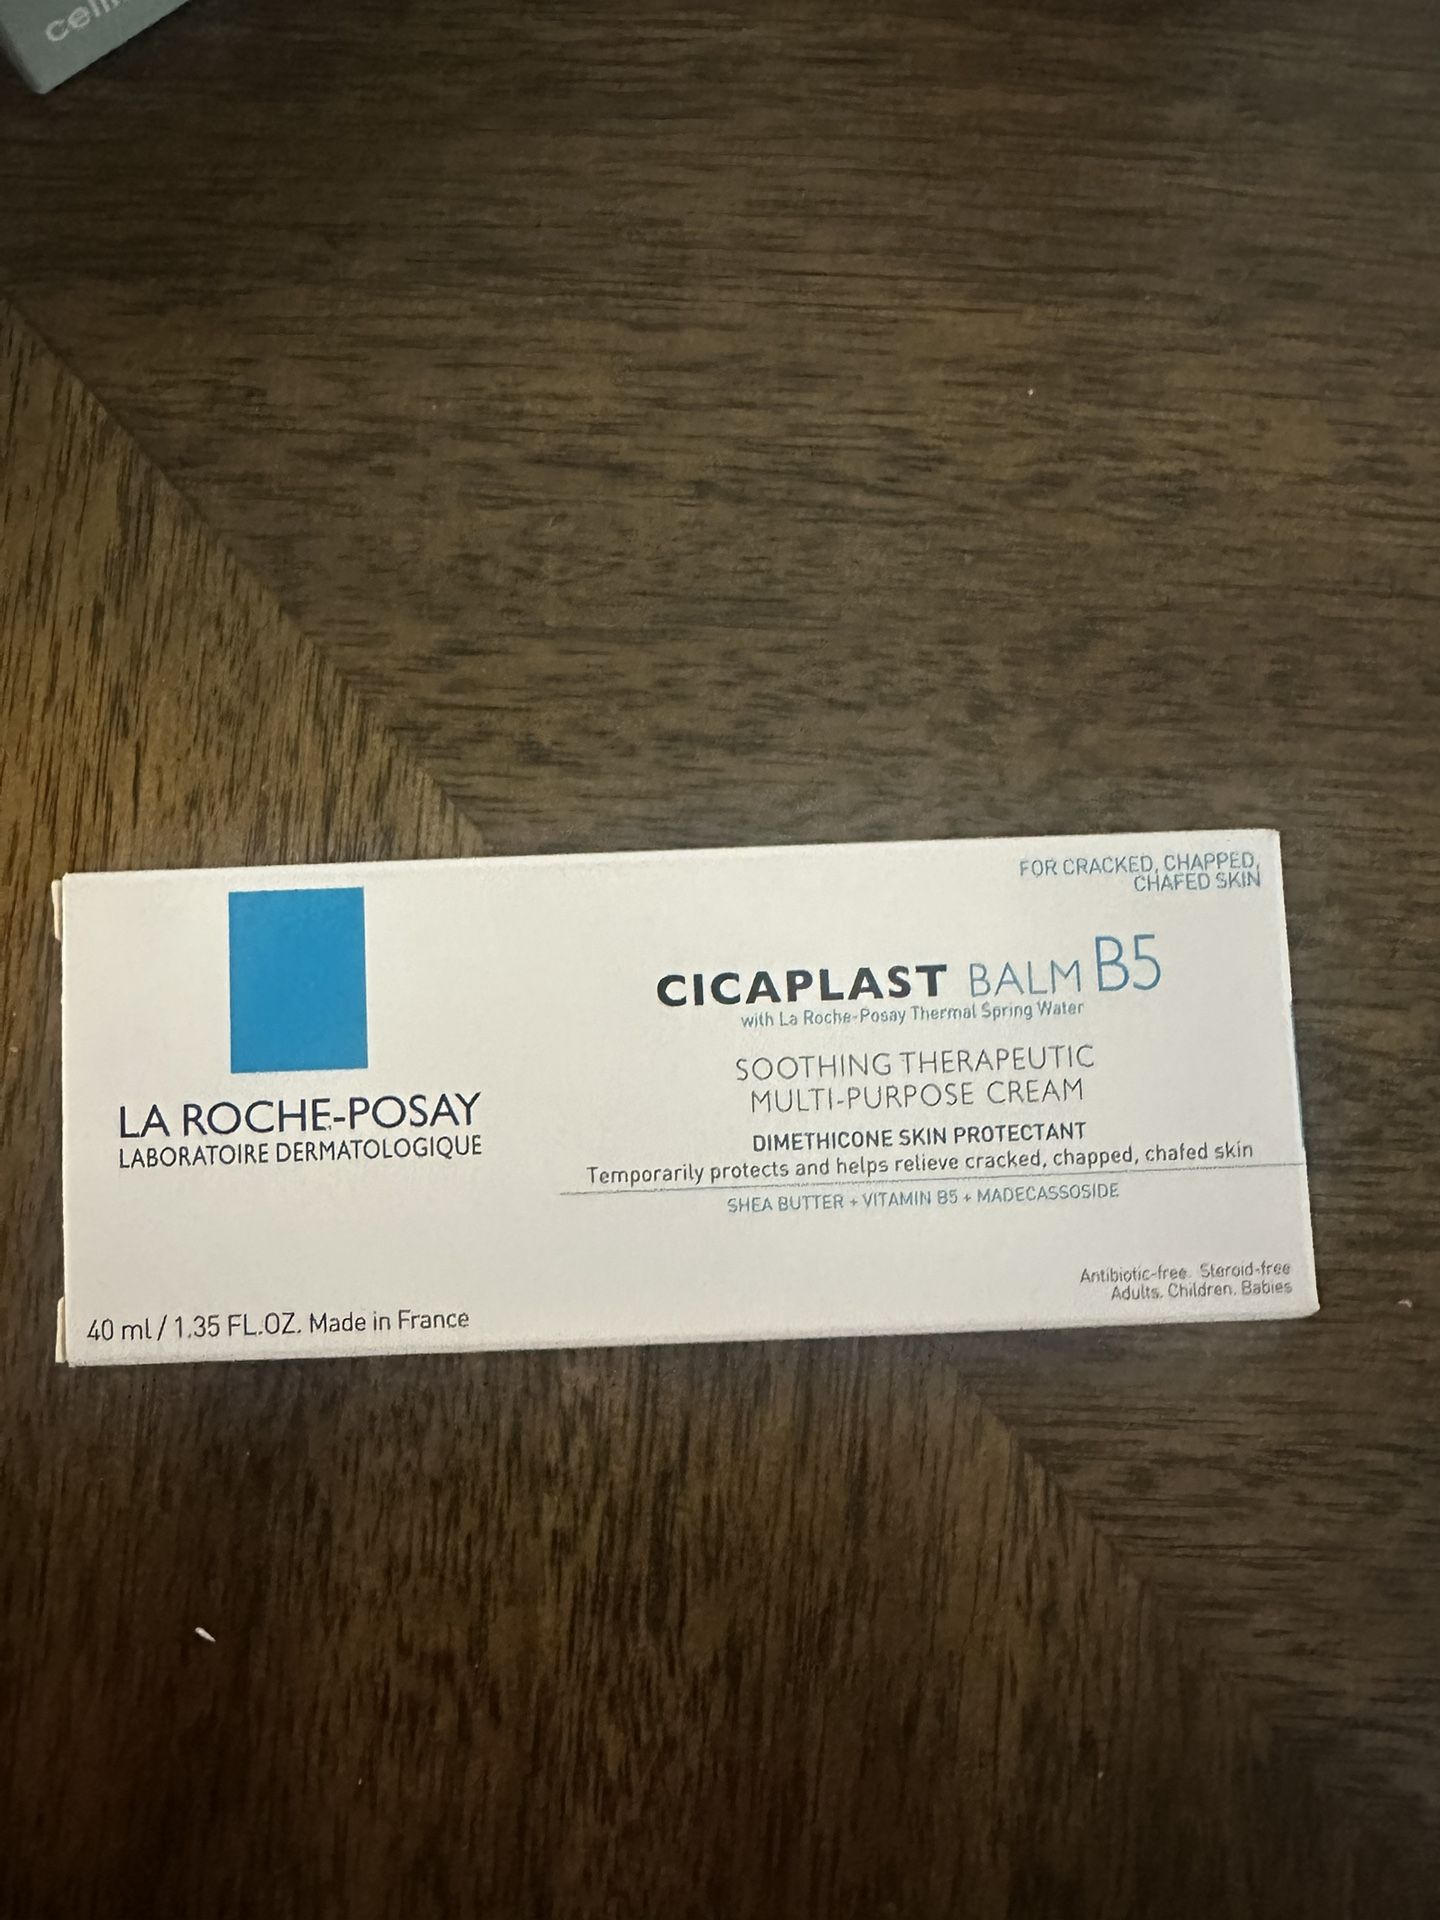 FOR CRACKED, CHAPPED,
CHAFED SKIN
CICAPLAST BALM B5
with La Roche-Posay Thermal Spring Water
SOOTHING THERAPEUTIC
MULTI-PURPOSE CREAM
DIMETHICONE SKIN PROTECTANT
Temporarily protects and helps relieve cracked, chapped, chafed skin
SHEA BUTTER + VITAMIN B5 + MADECASSOSIDE
LA ROCHE-POSAY
LABORATOIRE DERMATOLOGIQUE
Antibiotic-free. Steroid-free
Adults. Children. Babies
40 ml / 1.35 FL.OZ. Made in France